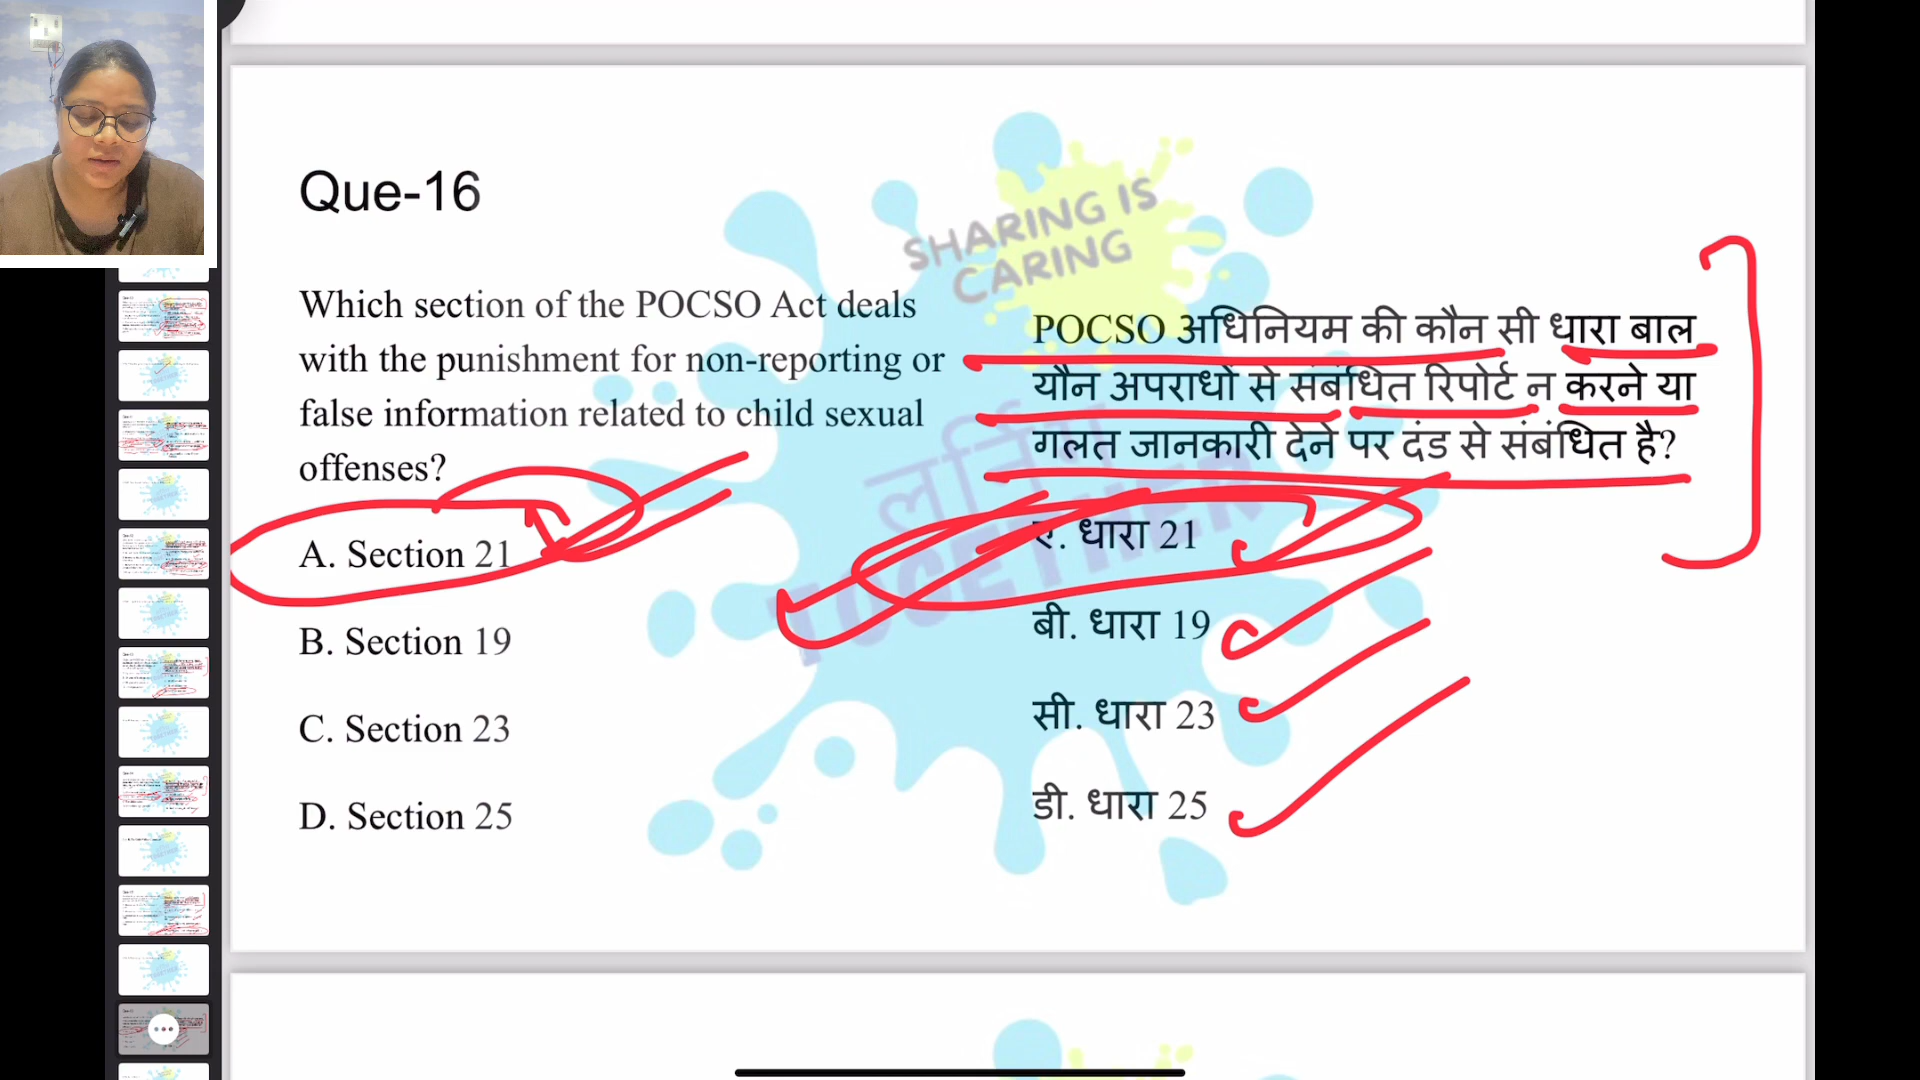 Que-16
Which section of the POCSO Act deals
with the punishment for non-reporting or
false information related to child sexual
offenses?
A. Section 21
B. Section 19
C. Section 23
D. Section 25
SHARING IS
CARING
POCSO अधिनियम की कौन सी धारा बाल
यौन अपराधों से संबंधित रिपोर्ट न करने या
गलत जानकारी देने पर दंड से संबंधित है?
ए. धारा 21
बी. धारा 19
सी. धारा 23
डी. धारा 25
लर्निंग
TOGETHER